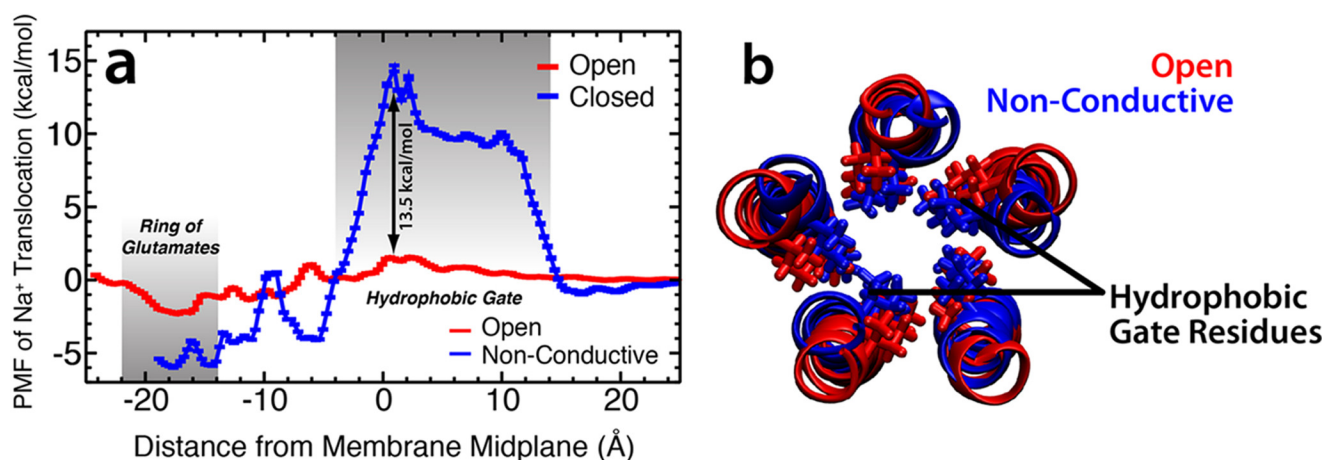 a
PMF of Na⁺ Translocation (kcal/mol)
15
10
5
0
-5
Open
Closed
13.5 kcal/mol
Ring of
Glutamates
Hydrophobic Gate
Open
Non-Conductive
-20
-10
0
10
20
Distance from Membrane Midplane (Å)
b
Open
Non-Conductive
Hydrophobic
Gate Residues